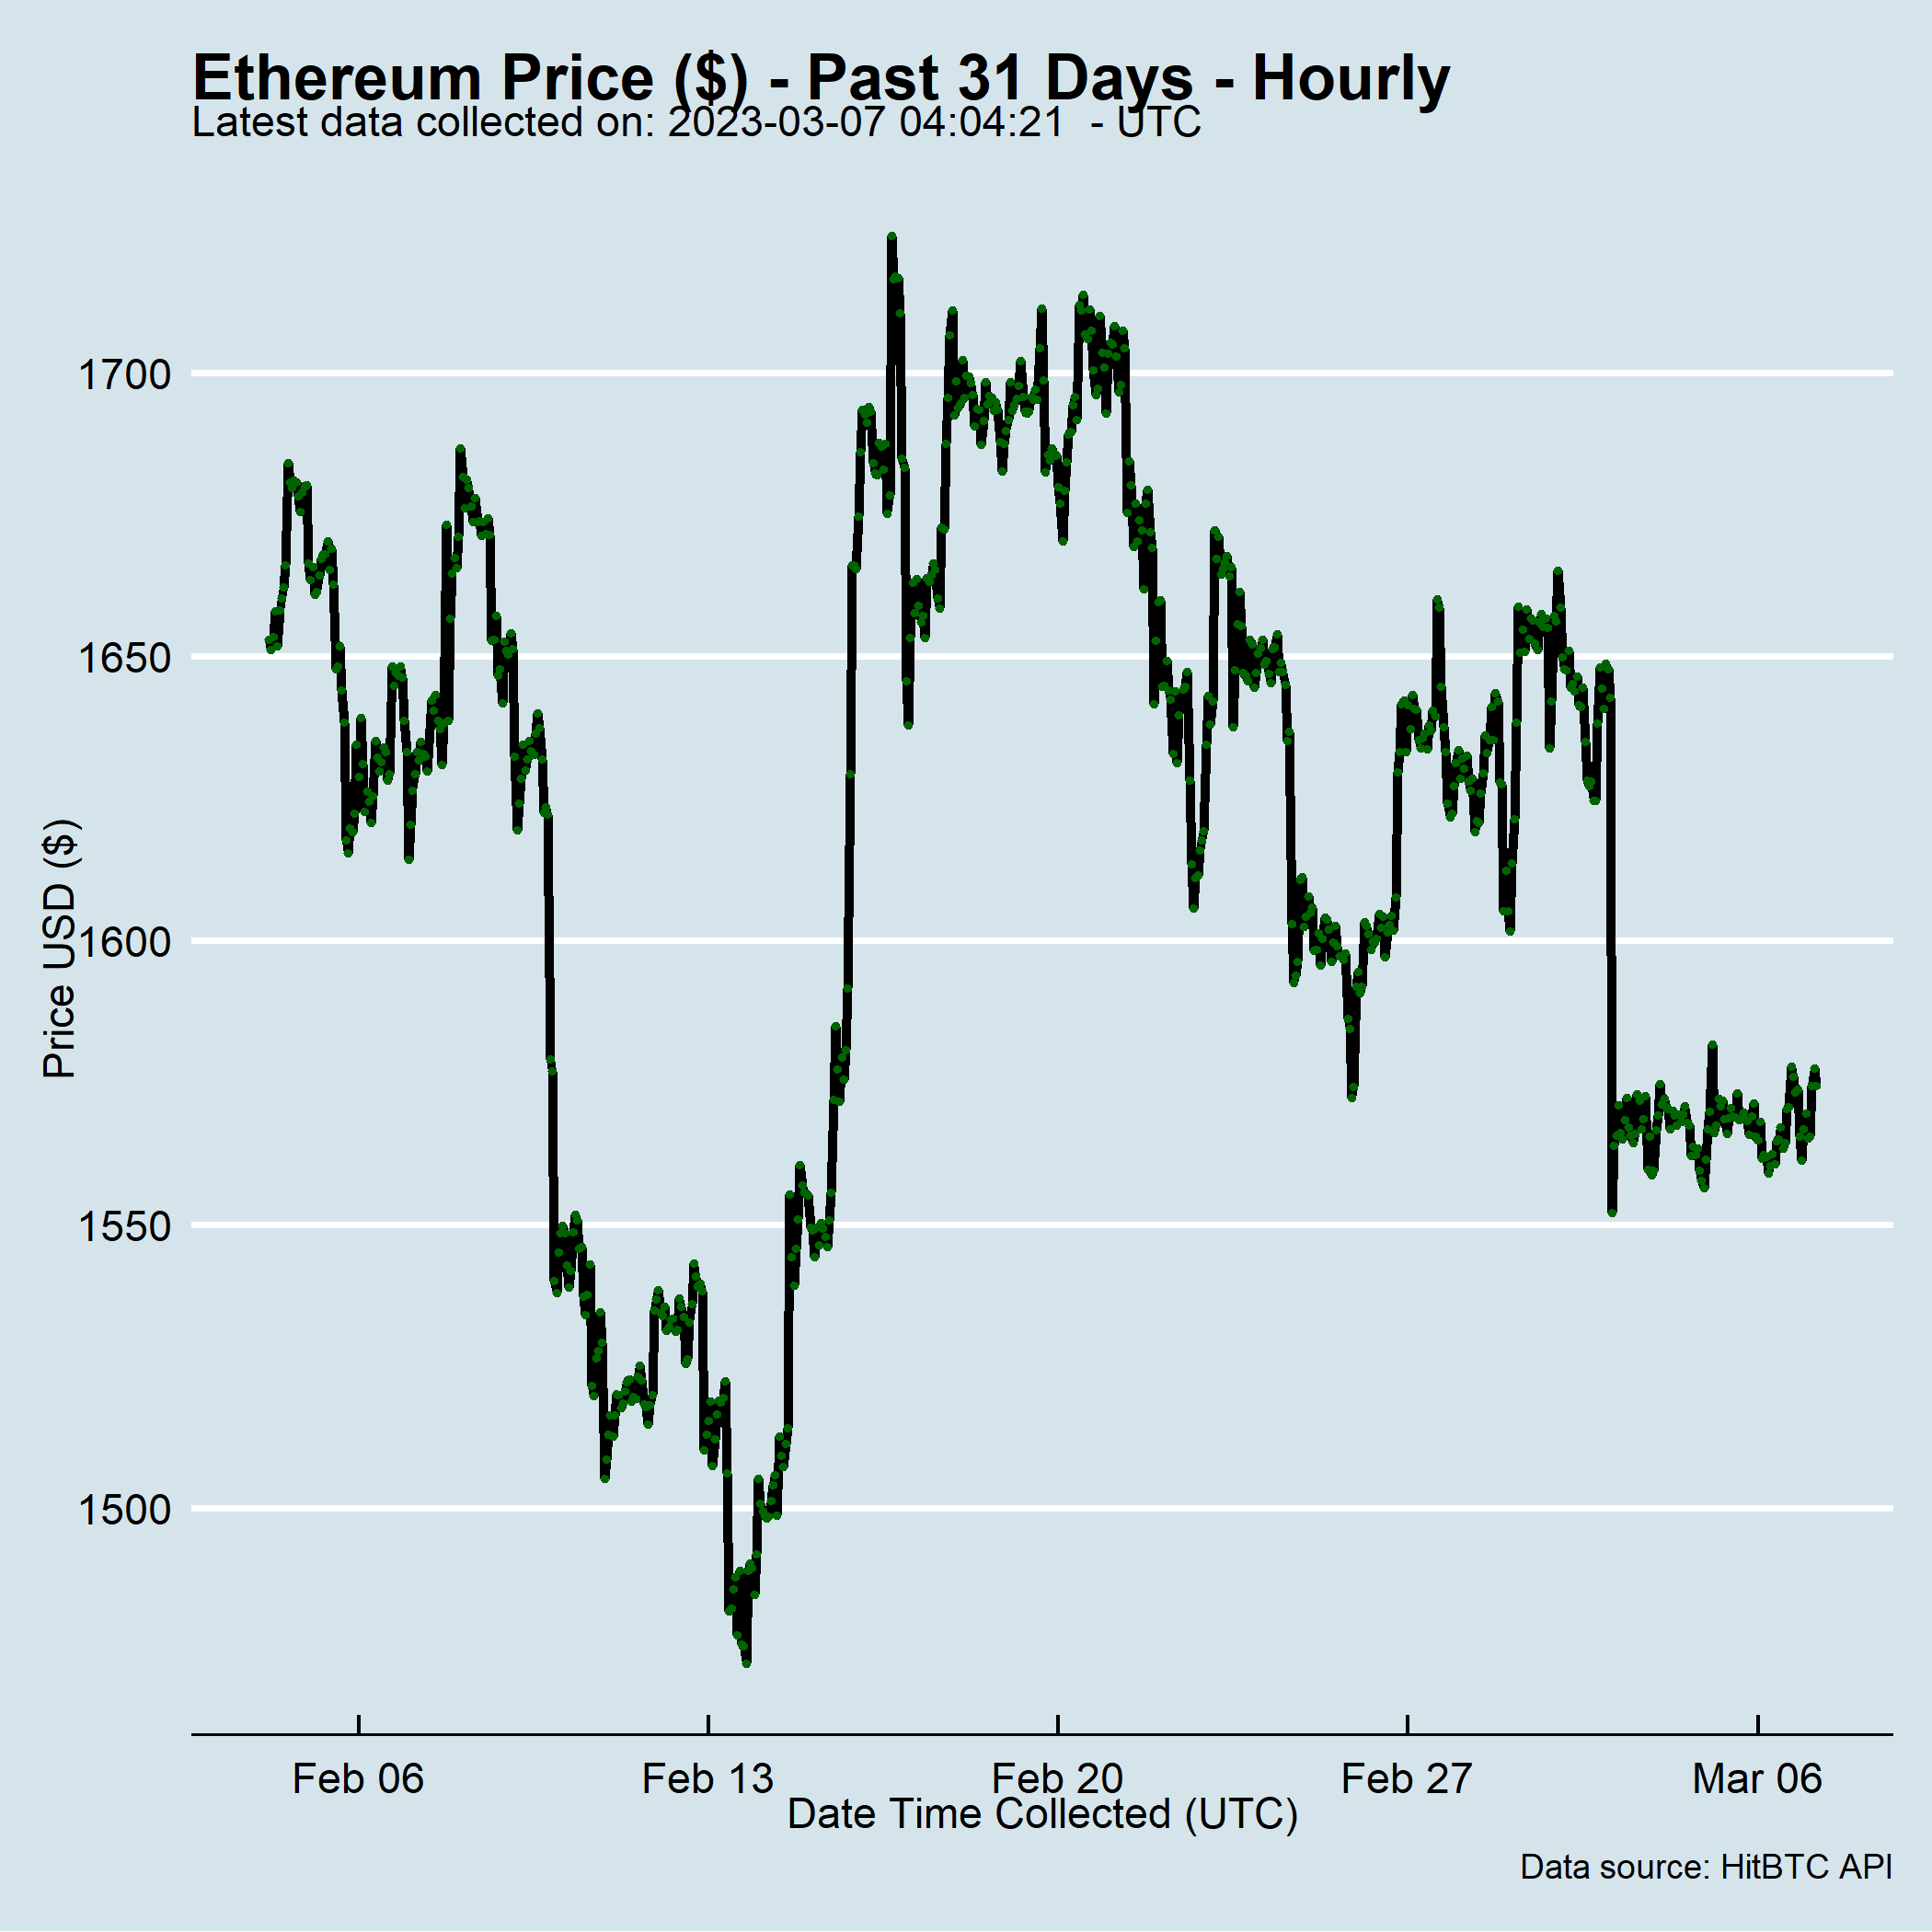 Ethereum Price ($) - Past 31 Days - Hourly
Latest data collected on: 2023-03-07 04:04:21  - UTC
Price USD ($)
1700
1650
1600
1550
1500
Feb 06
Feb 13
Feb 20
Feb 27
Mar 06
Date Time Collected (UTC)
Data source: HitBTC API